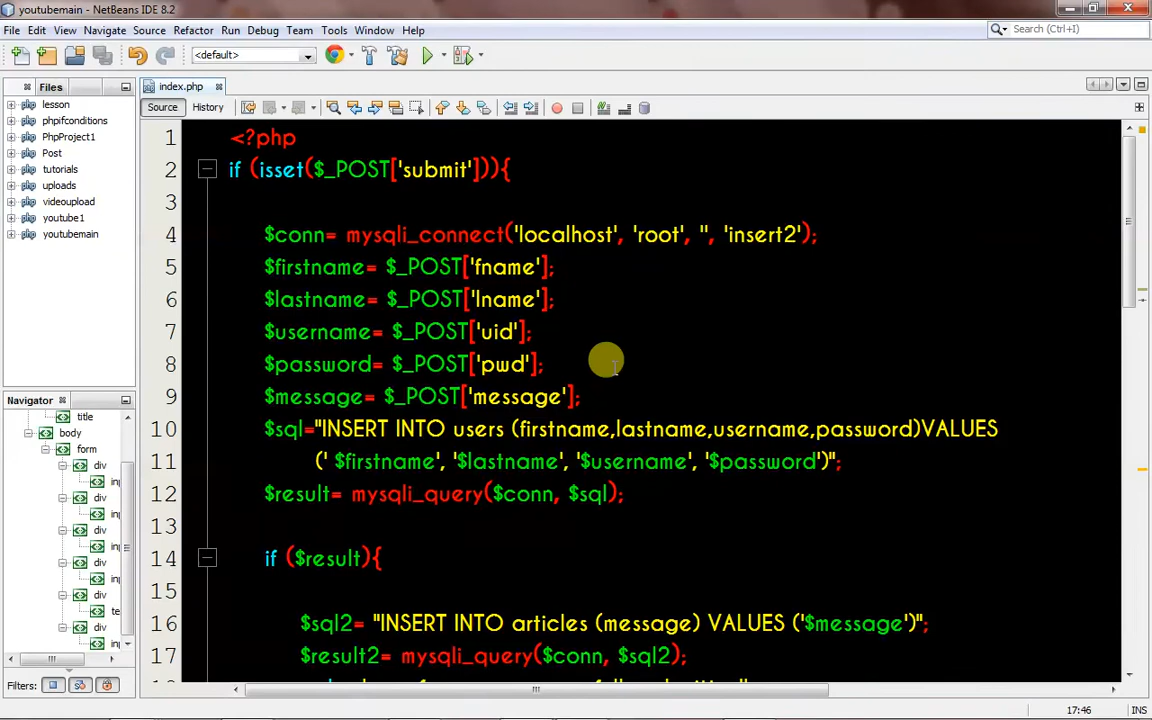 youtubemain - NetBeans IDE 8.2
File Edit View Navigate Source Refactor Run Debug Team Tools Window Help
Search (Ctrl+I)
<default>
Files
index.php
Source History
lesson
phpifconditions
PhpProject1
Post
tutorials
uploads
videoupload
youtube1
youtubemain
Navigator
title
body
form
div
inp
div
inp
div
inp
div
inp
div
te
div
inp
Filters:
1 <?php
2 if (isset($_POST['submit'])){
3
4 $conn= mysqli_connect('localhost', 'root', '', 'insert2');
5 $firstname= $_POST['fname'];
6 $lastname= $_POST['lname'];
7 $username= $_POST['uid'];
8 $password= $_POST['pwd'];
9 $message= $_POST['message'];
10 $sql="INSERT INTO users (firstname,lastname,username,password)VALUES
11 (' $firstname', '$lastname', '$username', '$password')";
12 $result= mysqli_query($conn, $sql);
13
14 if ($result){
15
16 $sql2= "INSERT INTO articles (message) VALUES ('$message')";
17 $result2= mysqli_query($conn, $sql2);
17:46 INS